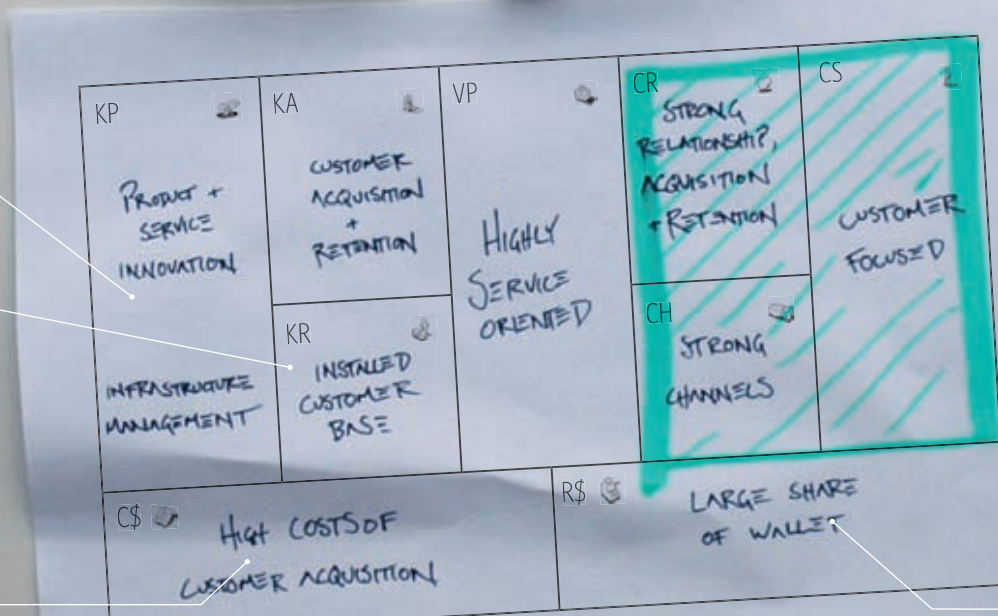 KP
PRODUCT +
SERVICE
INNOVATION
INFRASTRUCTURE
MANAGEMENT
KA
CUSTOMER
ACQUISITION
+
RETENTION
KR
INSTALLED
CUSTOMER
BASE
VP
HIGHLY
SERVICE
ORIENTED
CR
STRONG
RELATIONSHIP,
ACQUISITION
+ RETENTION
CH
STRONG
CHANNELS
CS
CUSTOMER
FOCUSED
C$
HIGH COSTS OF
CUSTOMER ACQUISITION
R$
LARGE SHARE
OF WALLET